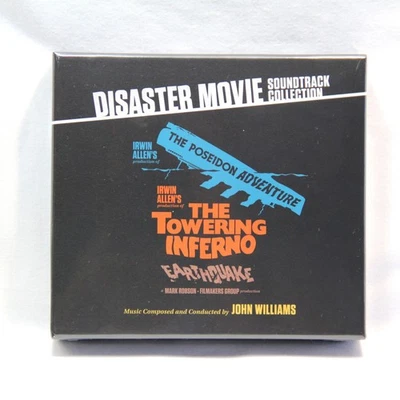 DISASTER MOVIE SOUNDTRACK COLLECTION
IRWIN ALLEN'S
production of
THE POSEIDON ADVENTURE
IRWIN ALLEN'S
production of
THE
TOWERING
INFERNO
EARTHQUAKE
A MARK ROBSON - FILMAKERS GROUP production
Music Composed and Conducted by JOHN WILLIAMS